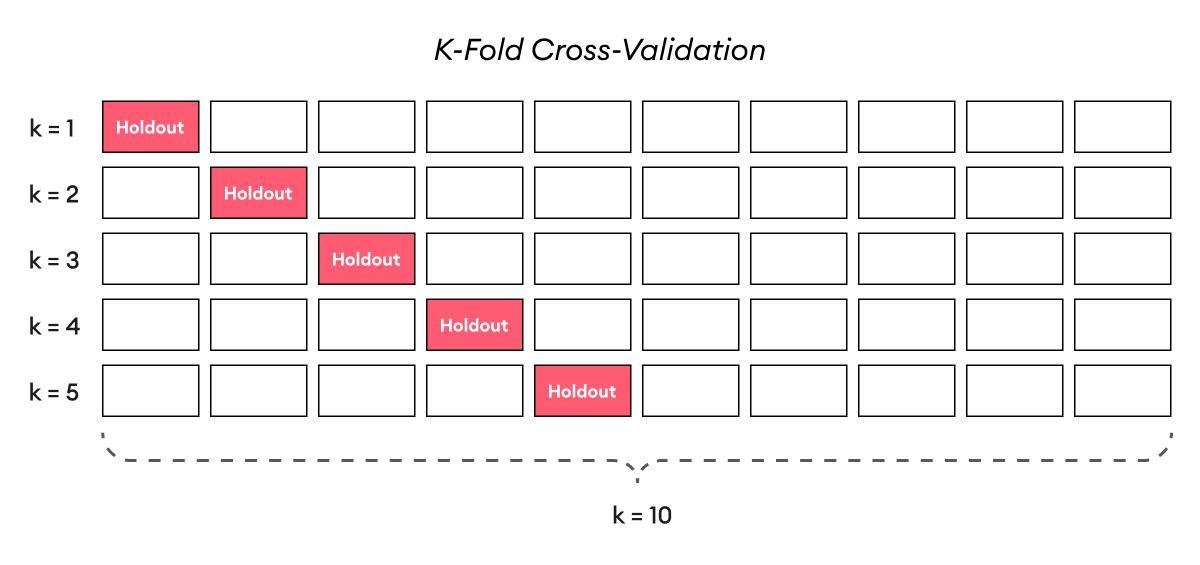 K-Fold Cross-Validation
k = 1 Holdout
k = 2 Holdout
k = 3 Holdout
k = 4 Holdout
k = 5 Holdout
k = 10